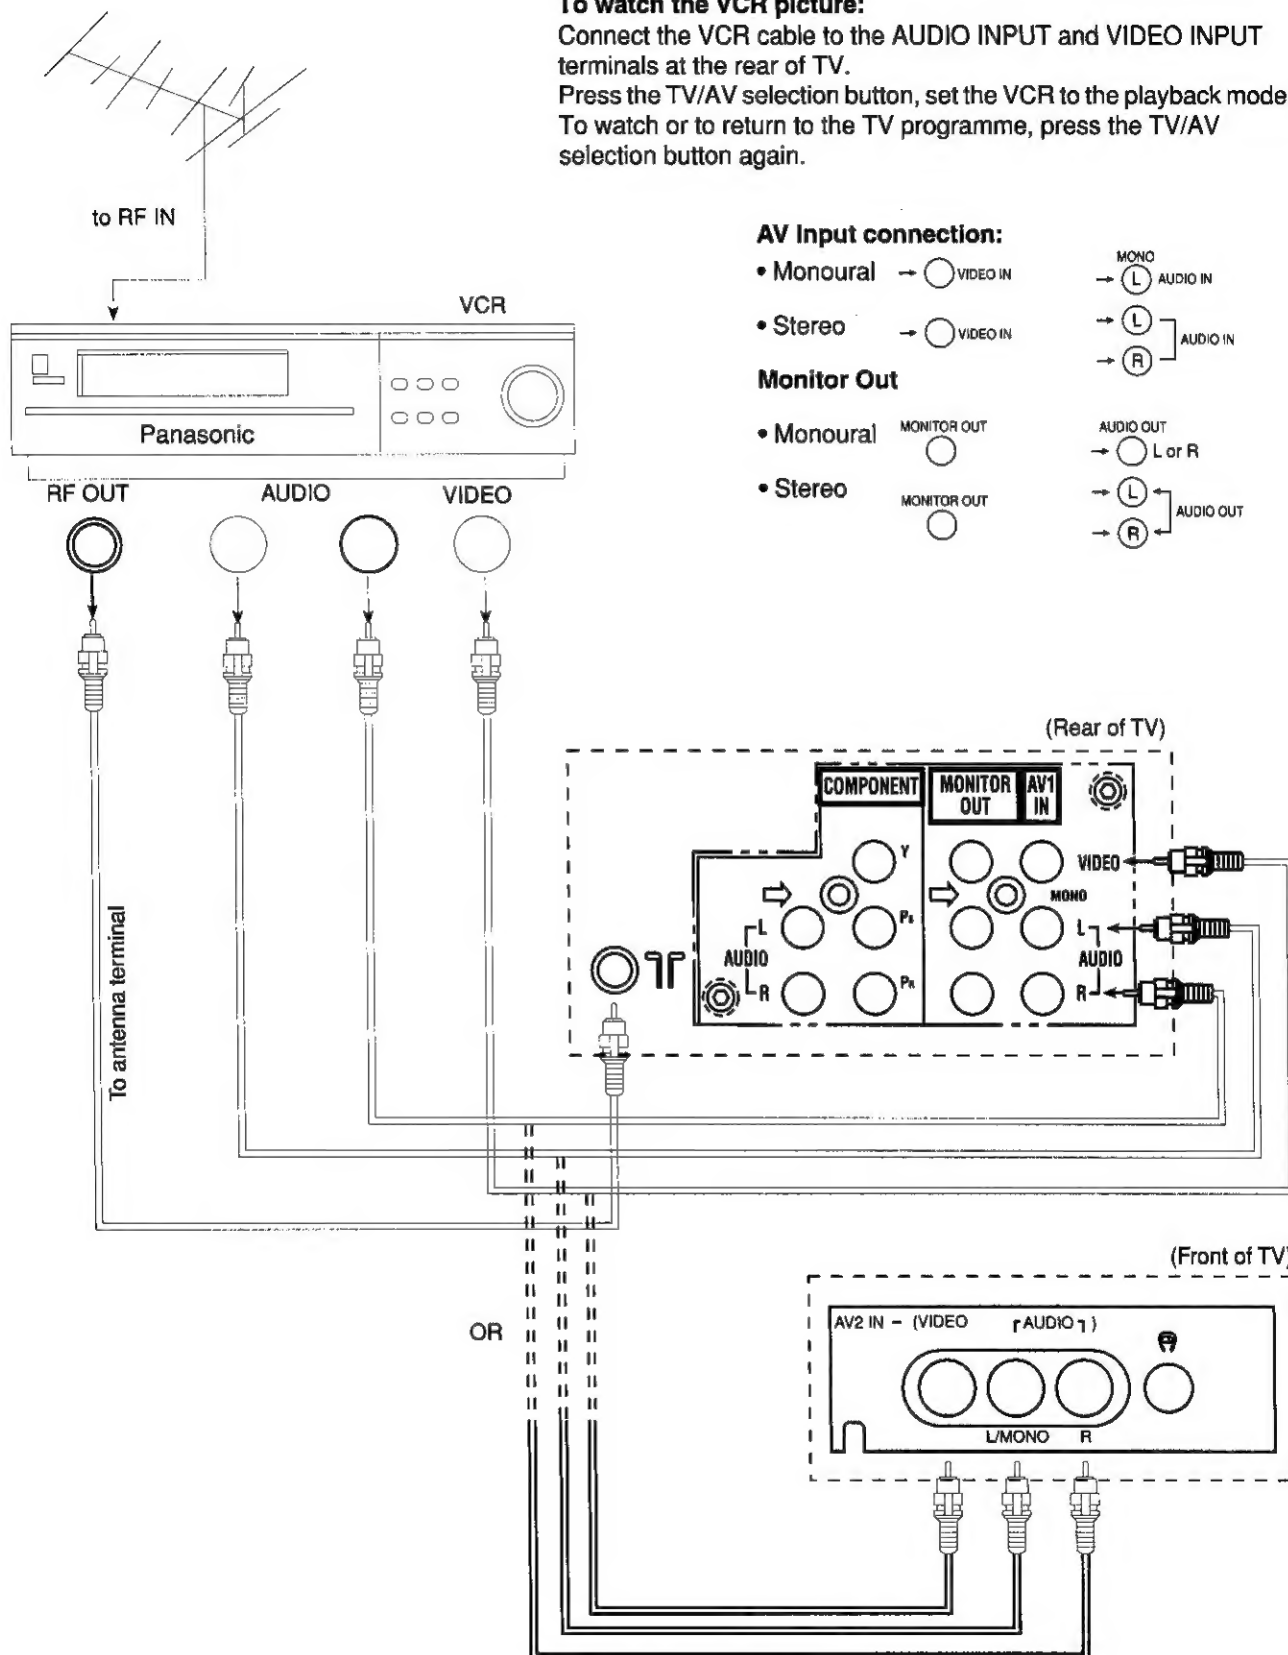 To watch the VCR picture:
Connect the VCR cable to the AUDIO INPUT and VIDEO INPUT
terminals at the rear of TV.
Press the TV/AV selection button, set the VCR to the playback mode
To watch or to return to the TV programme, press the TV/AV
selection button again.
to RF IN
VCR
Panasonic
RF OUT
AUDIO
VIDEO
AV Input connection:
• Monoural → VIDEO IN
MONO
→ L AUDIO IN
• Stereo → VIDEO IN
→ L
AUDIO IN
→ R
Monitor Out
• Monoural MONITOR OUT
AUDIO OUT
→ L or R
• Stereo MONITOR OUT
→ L
AUDIO OUT
→ R
(Rear of TV)
COMPONENT
MONITOR
OUT
AV1
IN
Y
VIDEO
MONO
L
PB
L
AUDIO
AUDIO
R
PR
R
To antenna terminal
OR
(Front of TV)
AV2 IN – (VIDEO
AUDIO )
L/MONO R